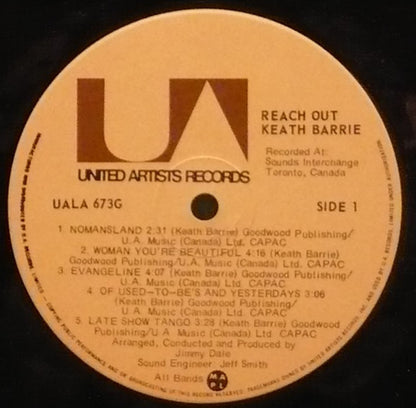 UA
REACH OUT
KEATH BARRIE
Recorded At:
Sounds Interchange
Toronto, Canada
UNITED ARTISTS RECORDS
UALA 673G
SIDE 1
1. NOMANSLAND 2:31 (Keath Barrie) Goodwood Publishing/
U.A. Music (Canada) Ltd. CAPAC
2. WOMAN YOU'RE BEAUTIFUL 4:16 (Keath Barrie)
Goodwood Publishing/U.A. Music (Canada) Ltd. CAPAC
3. EVANGELINE 4:07 (Keath Barrie) Goodwood Publishing/
U.A. Music (Canada) Ltd. CAPAC
4. OF USED-TO-BE'S AND YESTERDAYS 3:06
(Keath Barrie) Goodwood Publishing/
U.A. Music (Canada) Ltd CAPAC
5. LATE SHOW TANGO 3:28 (Keath Barrie) Goodwood
Publishing/U.A. Music (Canada) Ltd. CAPAC
Arranged, Conducted and Produced by
Jimmy Dale
Sound Engineer: Jeff Smith
All Bands
MAPL